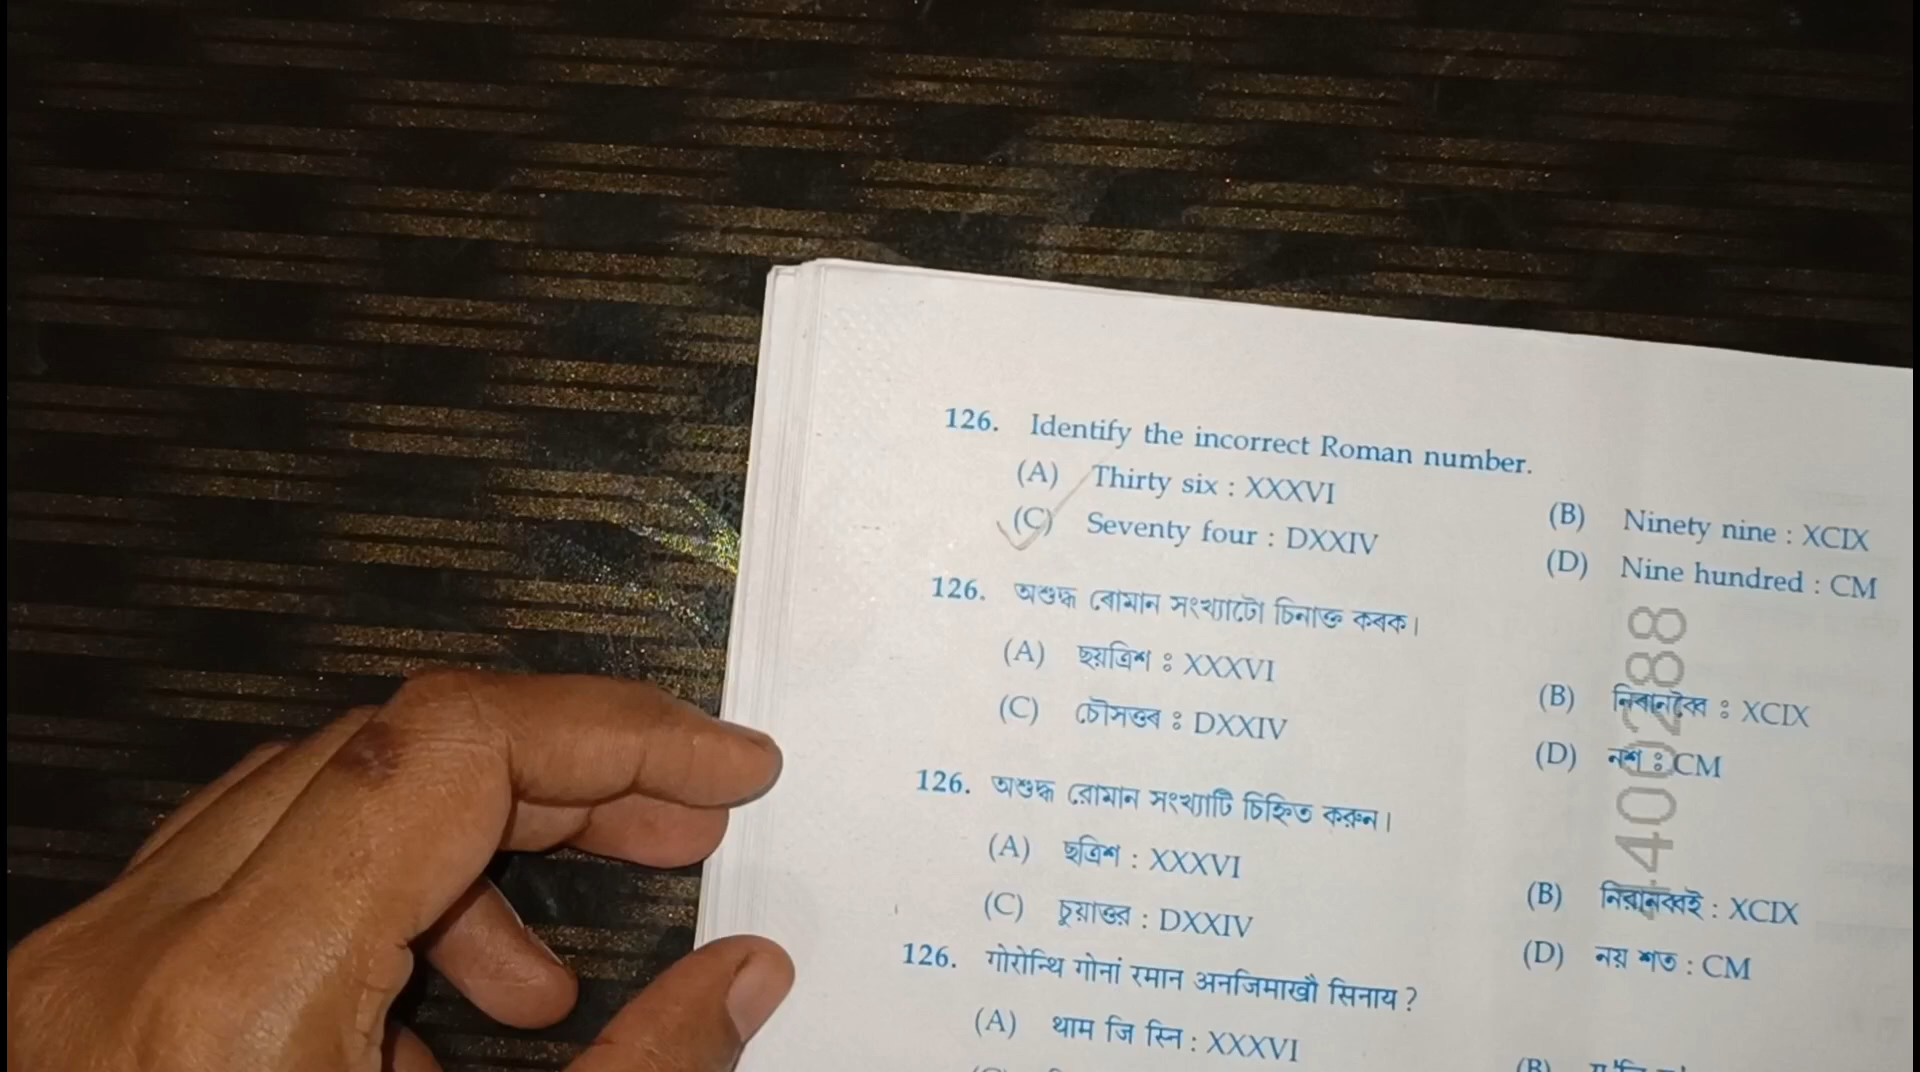 126. Identify the incorrect Roman number.
(A) Thirty six : XXXVI
(B) Ninety nine : XCIX
(C) Seventy four : DXXIV
(D) Nine hundred : CM
126. অশুদ্ধ ৰোমান সংখ্যাটো চিনাক্ত কৰক।
(A) ছয়ত্ৰিশ ঃ XXXVI
(B) নিৰানব্বৈ ঃ XCIX
(C) চৌসত্তৰ ঃ DXXIV
(D) নশ ঃ CM
126. অশুদ্ধ রোমান সংখ্যাটি চিহ্নিত করুন।
(A) ছত্রিশ : XXXVI
(B) নিরানব্বই : XCIX
(C) চুয়াত্তর : DXXIV
(D) নয় শত : CM
126. गोरोन्थि गोनां रमान अनजिमाखौ सिनाय ?
(A) थाम जि स्नि : XXXVI
(B)